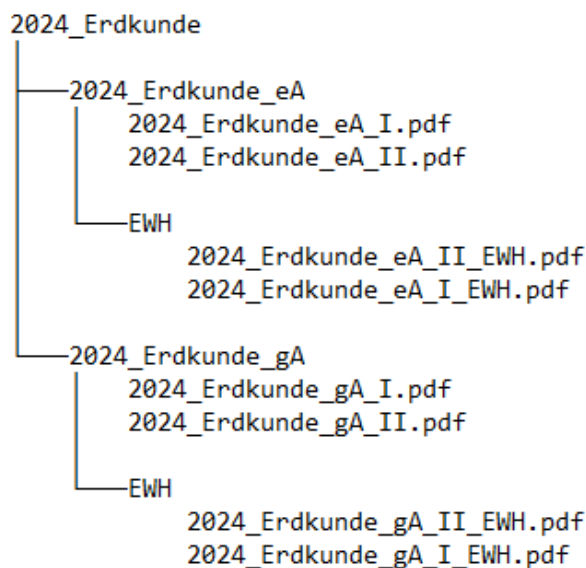 2024_Erdkunde
2024_Erdkunde_eA
2024_Erdkunde_eA_I.pdf
2024_Erdkunde_eA_II.pdf
EWH
2024_Erdkunde_eA_II_EWH.pdf
2024_Erdkunde_eA_I_EWH.pdf
2024_Erdkunde_gA
2024_Erdkunde_gA_I.pdf
2024_Erdkunde_gA_II.pdf
EWH
2024_Erdkunde_gA_II_EWH.pdf
2024_Erdkunde_gA_I_EWH.pdf